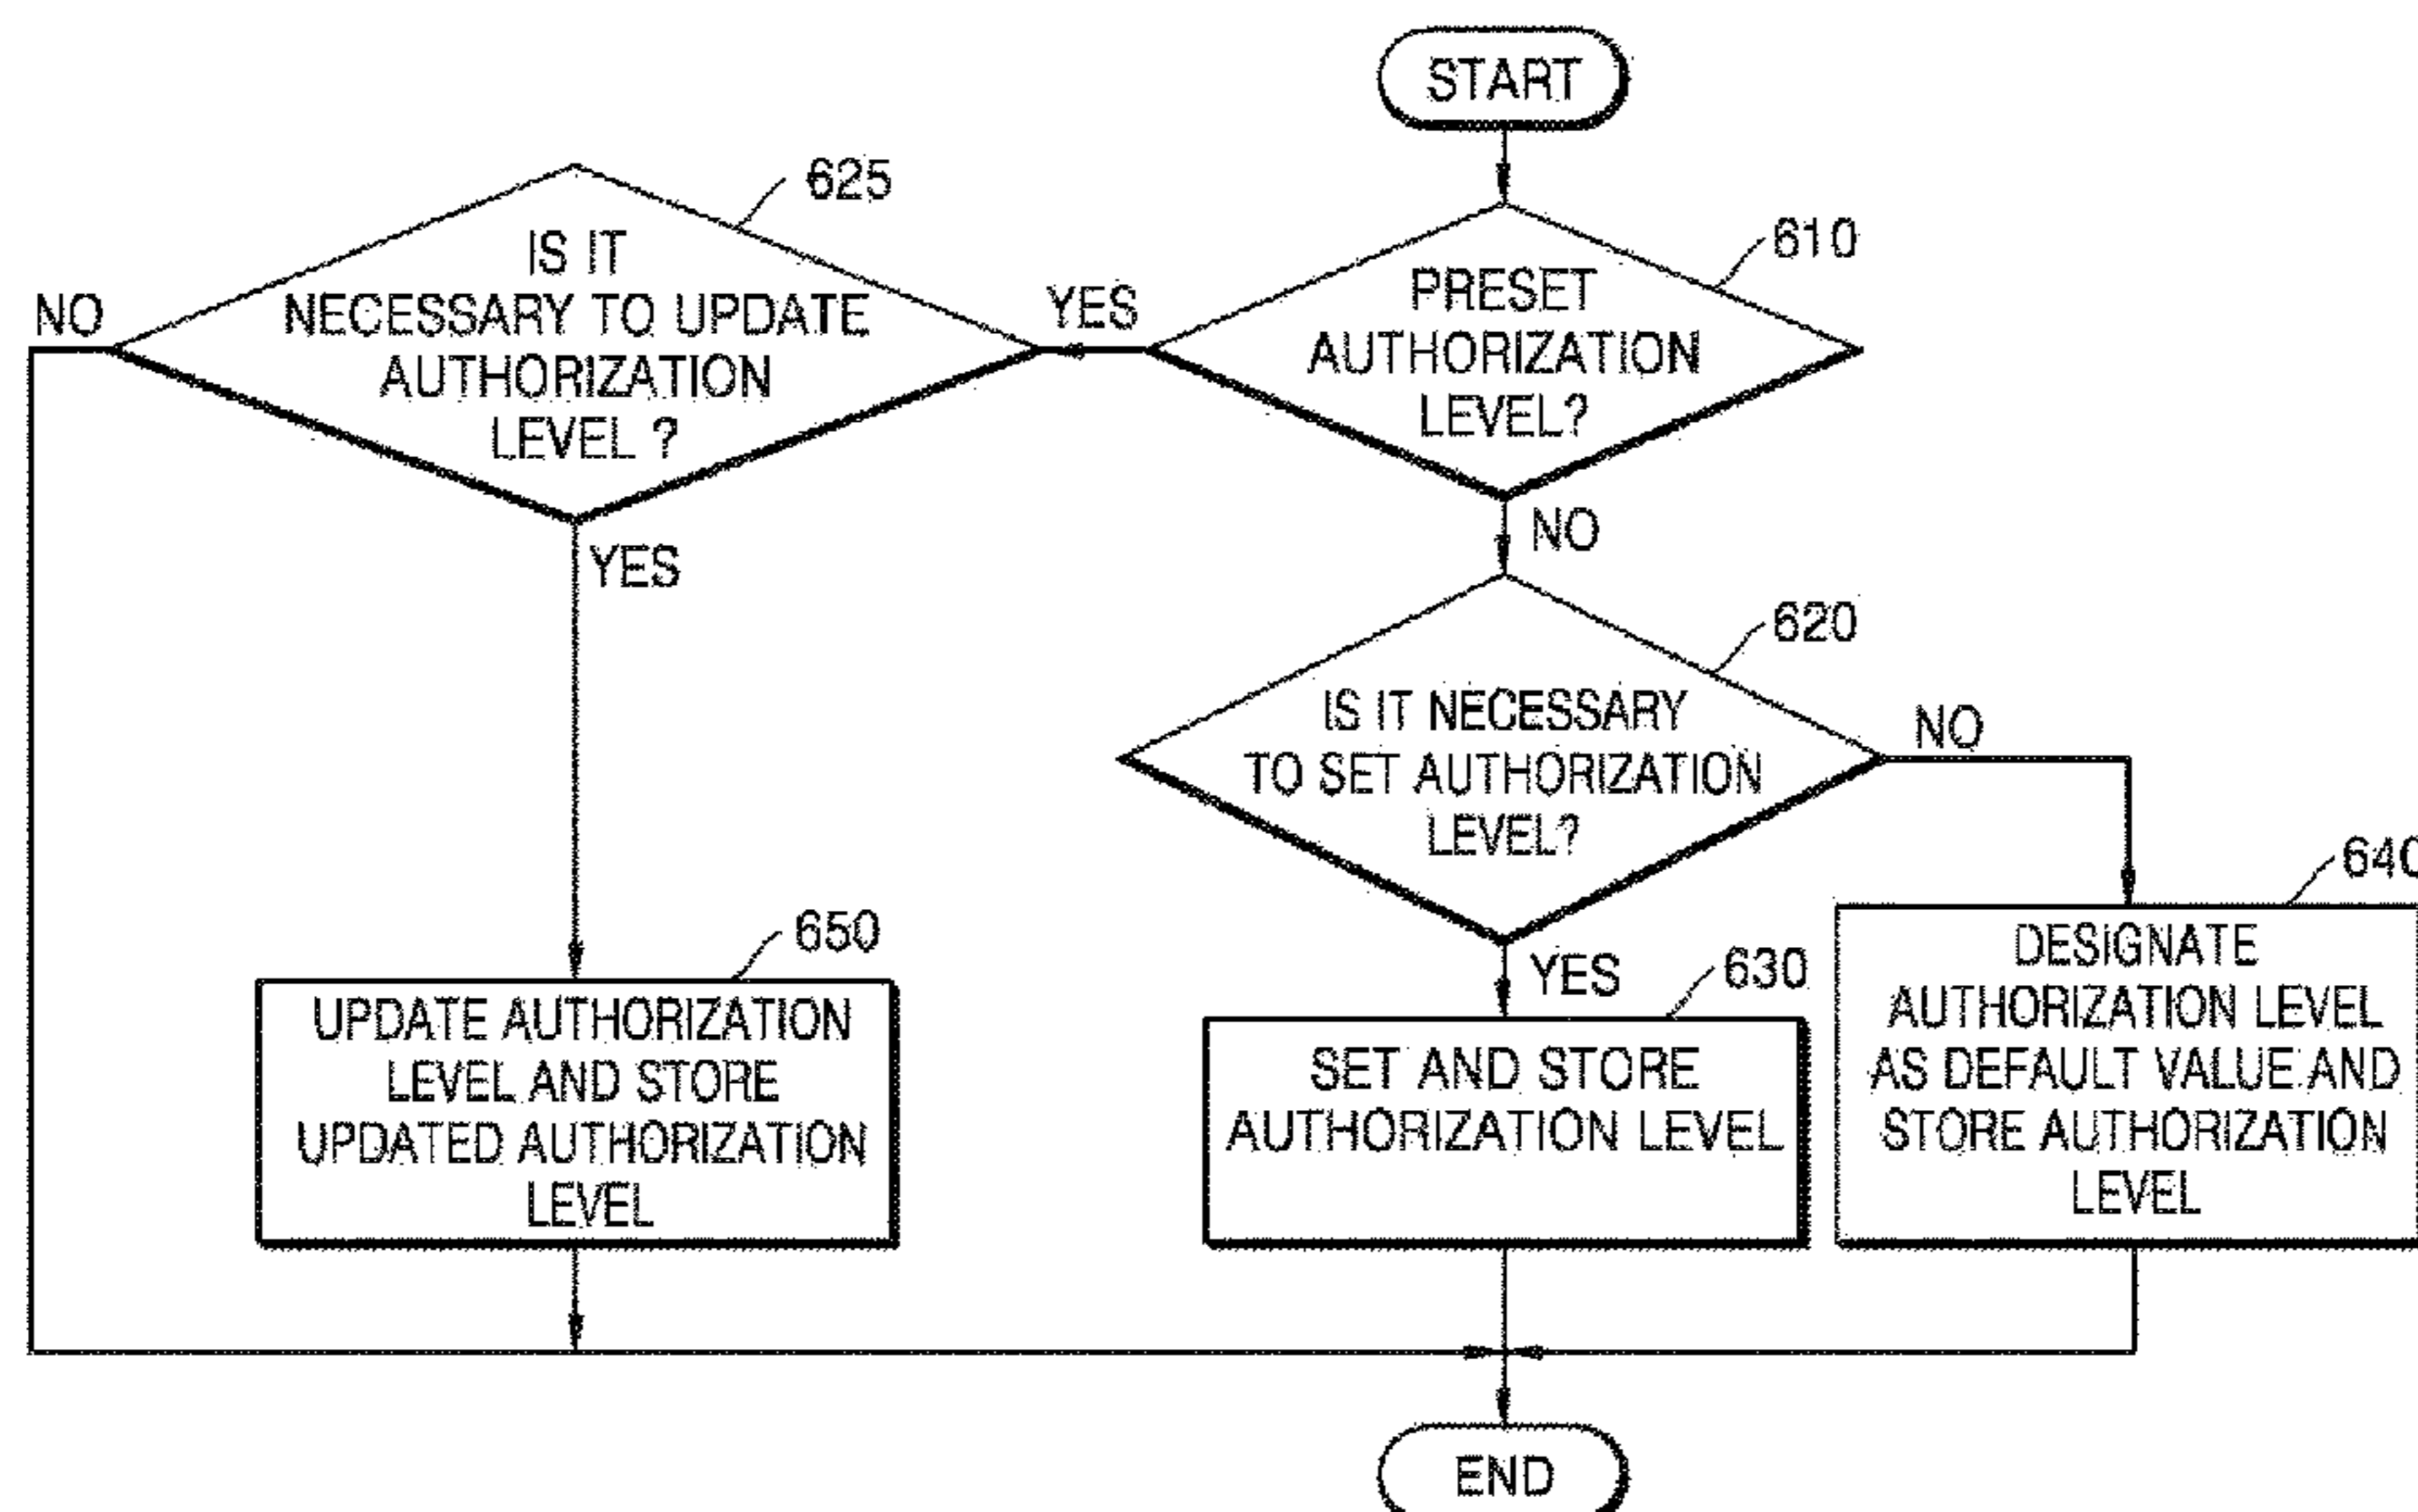 START
625
IS IT
NECESSARY TO UPDATE
AUTHORIZATION
LEVEL ?
NO
YES
YES
610
PRESET
AUTHORIZATION
LEVEL?
NO
620
IS IT NECESSARY
TO SET AUTHORIZATION
LEVEL?
NO
YES
650
UPDATE AUTHORIZATION
LEVEL AND STORE
UPDATED AUTHORIZATION
LEVEL
630
SET AND STORE
AUTHORIZATION LEVEL
640
DESIGNATE
AUTHORIZATION LEVEL
AS DEFAULT VALUE AND
STORE AUTHORIZATION
LEVEL
END